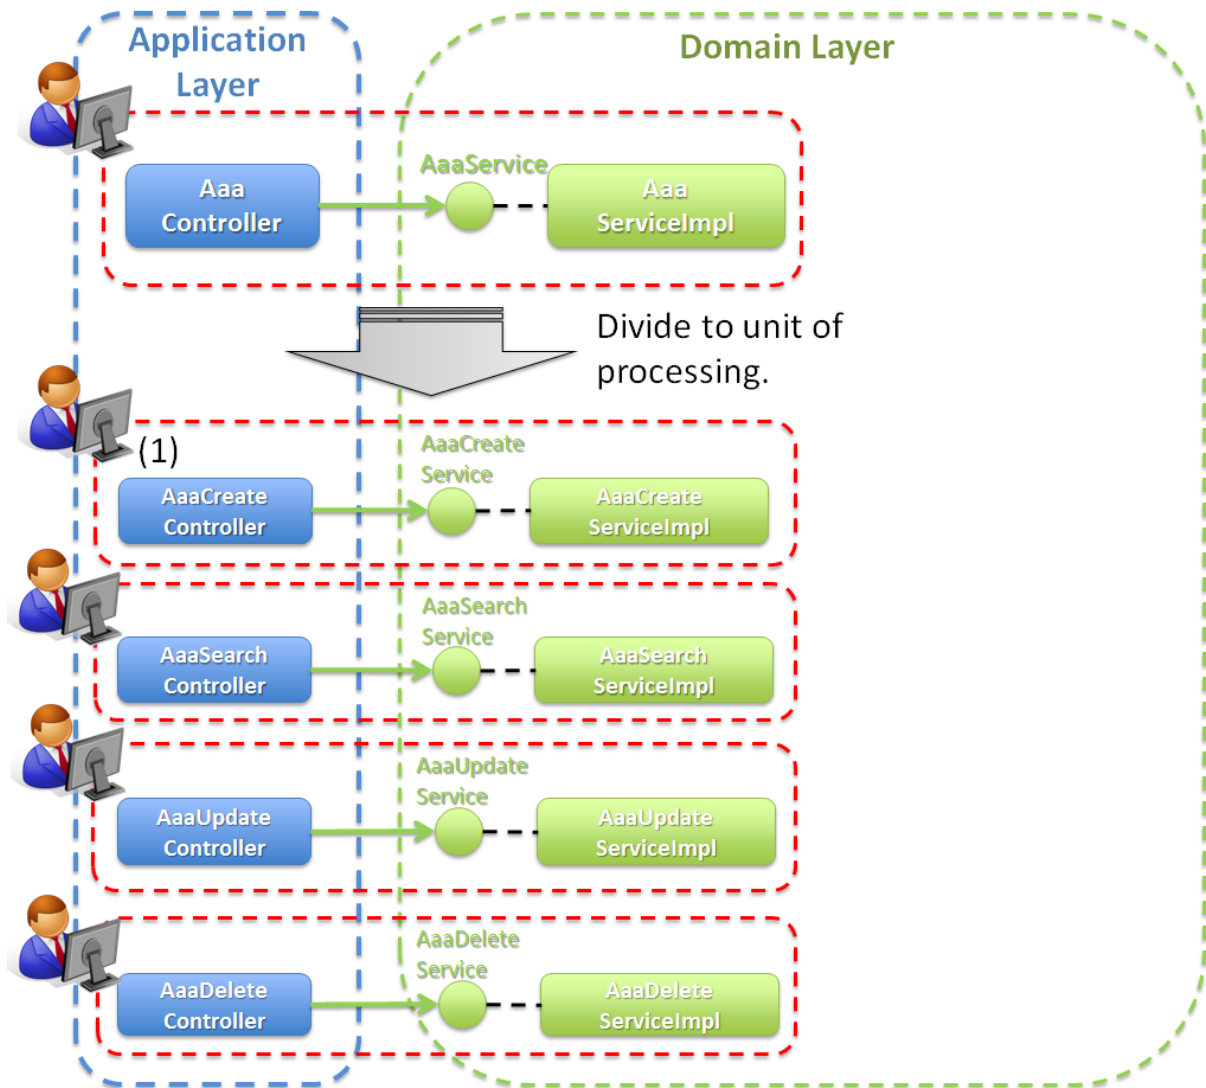 Application
Layer
Domain Layer
AaaService
Aaa
Controller
Aaa
ServiceImpl
Divide to unit of
processing.
(1)
AaaCreate
Service
AaaCreate
Controller
AaaCreate
ServiceImpl
AaaSearch
Service
AaaSearch
Controller
AaaSearch
ServiceImpl
AaaUpdate
Service
AaaUpdate
Controller
AaaUpdate
ServiceImpl
AaaDelete
Service
AaaDelete
Controller
AaaDelete
ServiceImpl